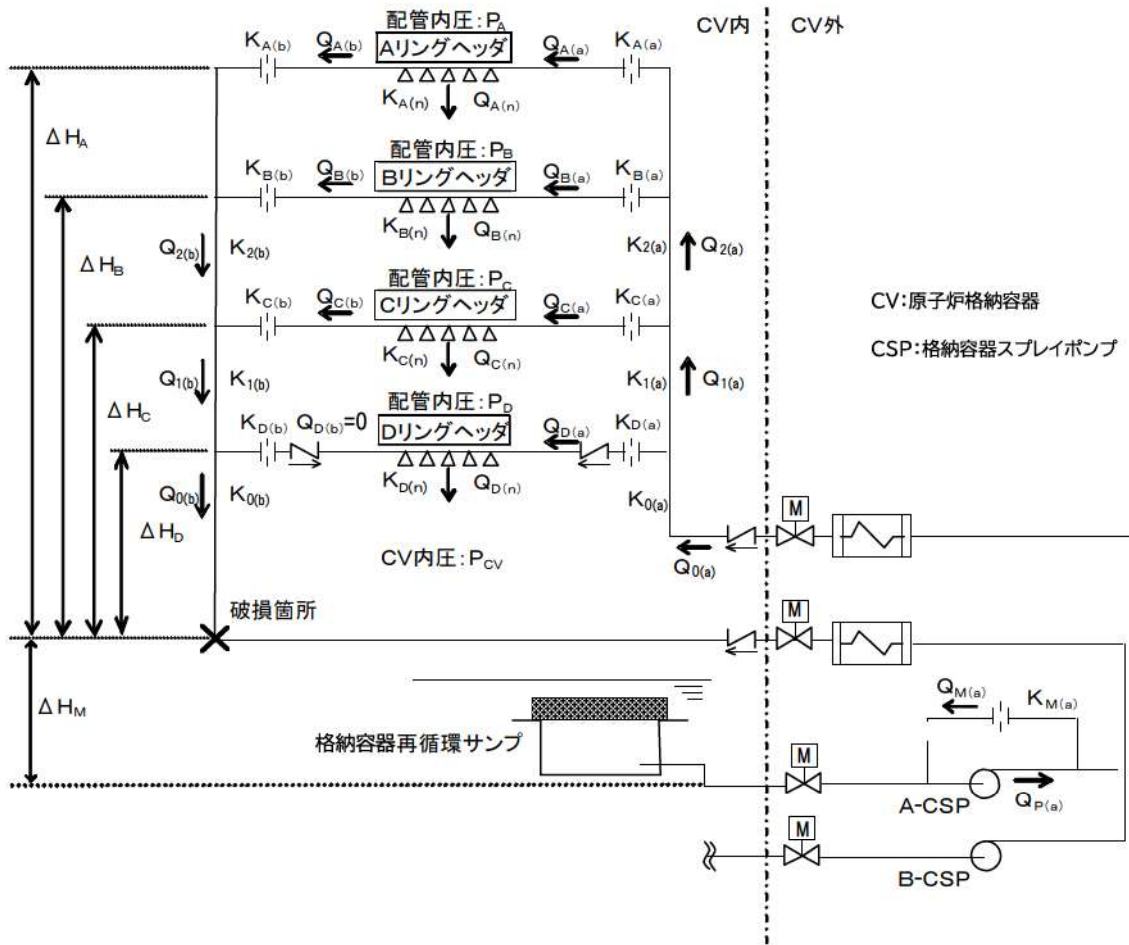 配管内圧:PA
CV内
CV外
KA(b)
QA(b)
Aリングヘッダ
QA(a)
KA(a)
KA(n)
QA(n)
ΔHA
配管内圧:PB
KB(b)
QB(b)
Bリングヘッダ
QB(a)
KB(a)
KB(n)
QB(n)
Q2(b)
K2(b)
K2(a)
Q2(a)
ΔHB
配管内圧:PC
KC(b)
QC(b)
Cリングヘッダ
QC(a)
KC(a)
CV:原子炉格納容器
CSP:格納容器スプレイポンプ
KC(n)
QC(n)
Q1(b)
K1(b)
K1(a)
Q1(a)
ΔHC
配管内圧:PD
KD(b)
QD(b)=0
Dリングヘッダ
QD(a)
KD(a)
KD(n)
QD(n)
Q0(b)
K0(b)
K0(a)
ΔHD
M
CV内圧:PCV
Q0(a)
破損箇所
M
ΔHM
QM(a)
KM(a)
格納容器再循環サンプ
M
A-CSP
QP(a)
M
B-CSP